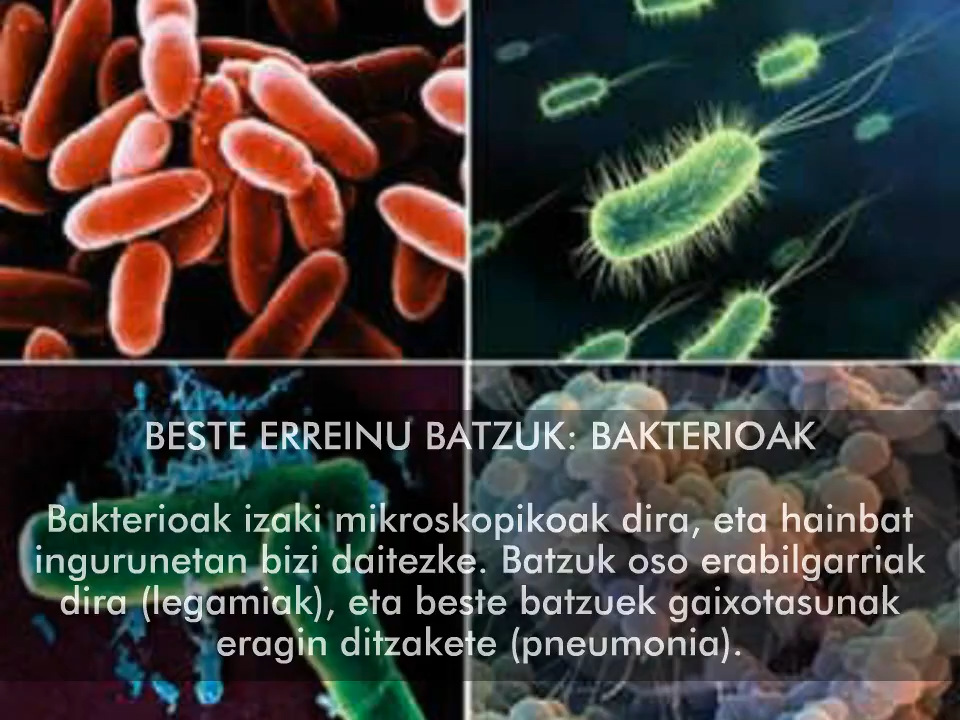 BESTE ERREINU BATZUK: BAKTERIOAK
Bakterioak izaki mikroskopikoak dira, eta hainbat
ingurunetan bizi daitezke. Batzuk oso erabilgarriak
dira (legamiak), eta beste batzuek gaixotasunak
eragin ditzakete (pneumonia).